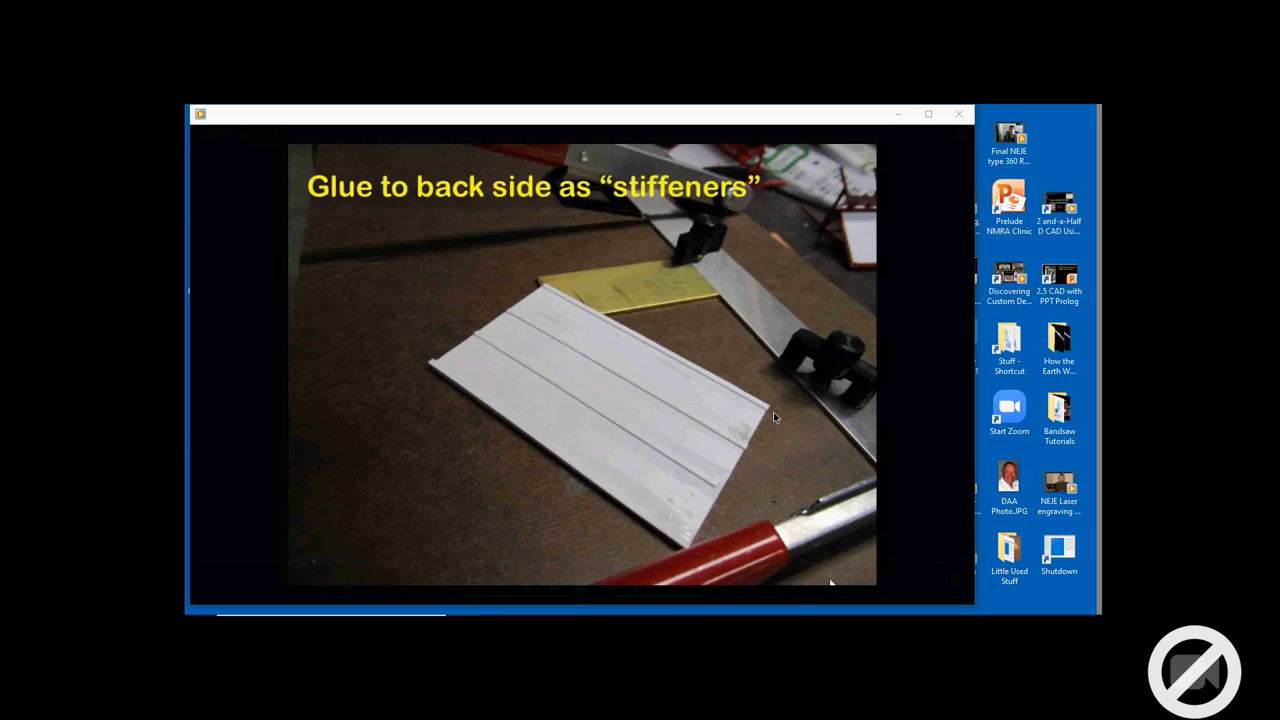 Glue to back side as “stiffeners”
Final NEJE
type 360 R...
Prelude
NMRA Clinic
2 and-a-Half
D CAD Usi...
Discovering
Custom De...
2.5 CAD with
PPT Prolog
Stuff -
Shortcut
How the
Earth W...
Start Zoom
Bandsaw
Tutorials
DAA
Photo.JPG
NEJE Laser
engraving ...
Little Used
Stuff
Shutdown